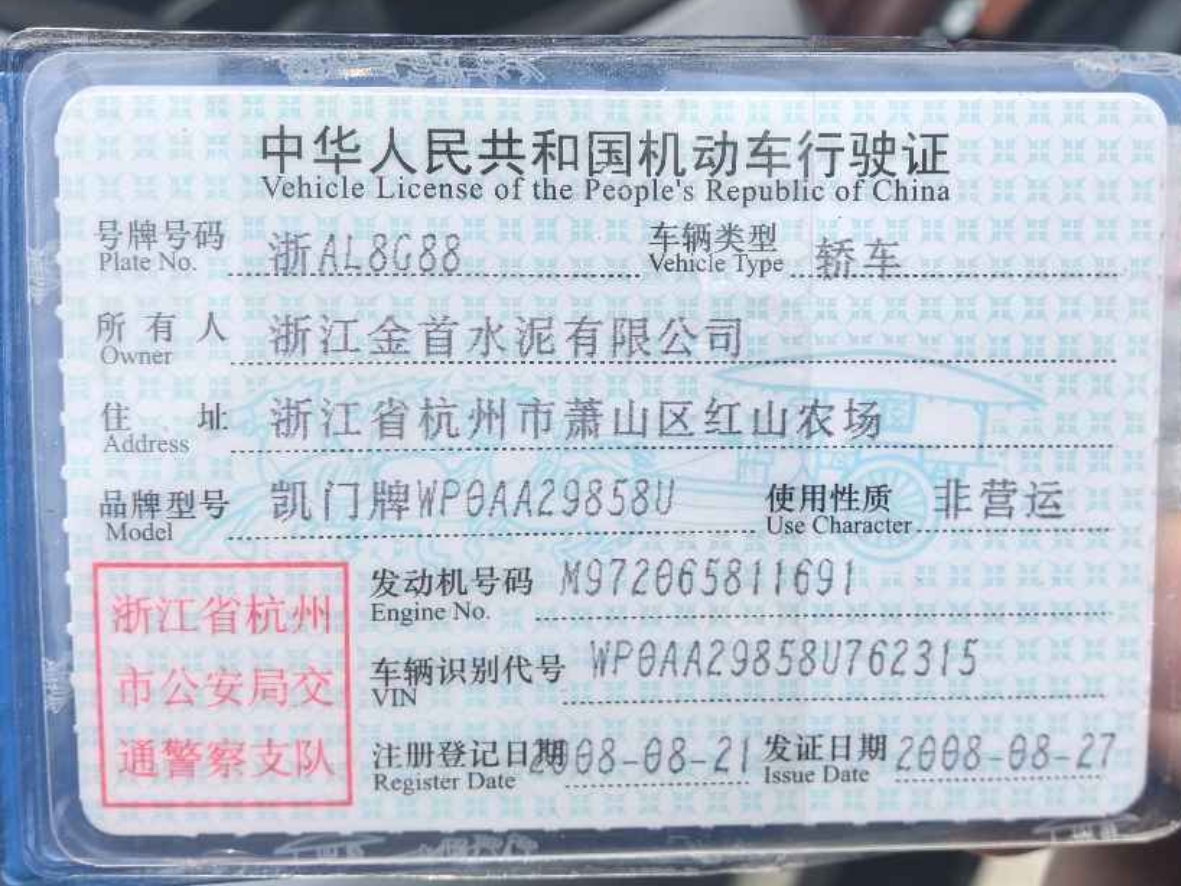 中华人民共和国机动车行驶证
Vehicle License of the People's Republic of China
号牌号码 浙AL8G88 车辆类型 轿车
Plate No. Vehicle Type
所有人 浙江金首水泥有限公司
Owner
住址 浙江省杭州市萧山区红山农场
Address
品牌型号 凯门牌WP0AA29858U 使用性质 非营运
Model Use Character
浙江省杭州
市公安局交
通警察支队
发动机号码 M972065811691
Engine No.
车辆识别代号 WP0AA29858U762315
VIN
注册登记日期 2008-08-21 发证日期 2008-08-27
Register Date Issue Date